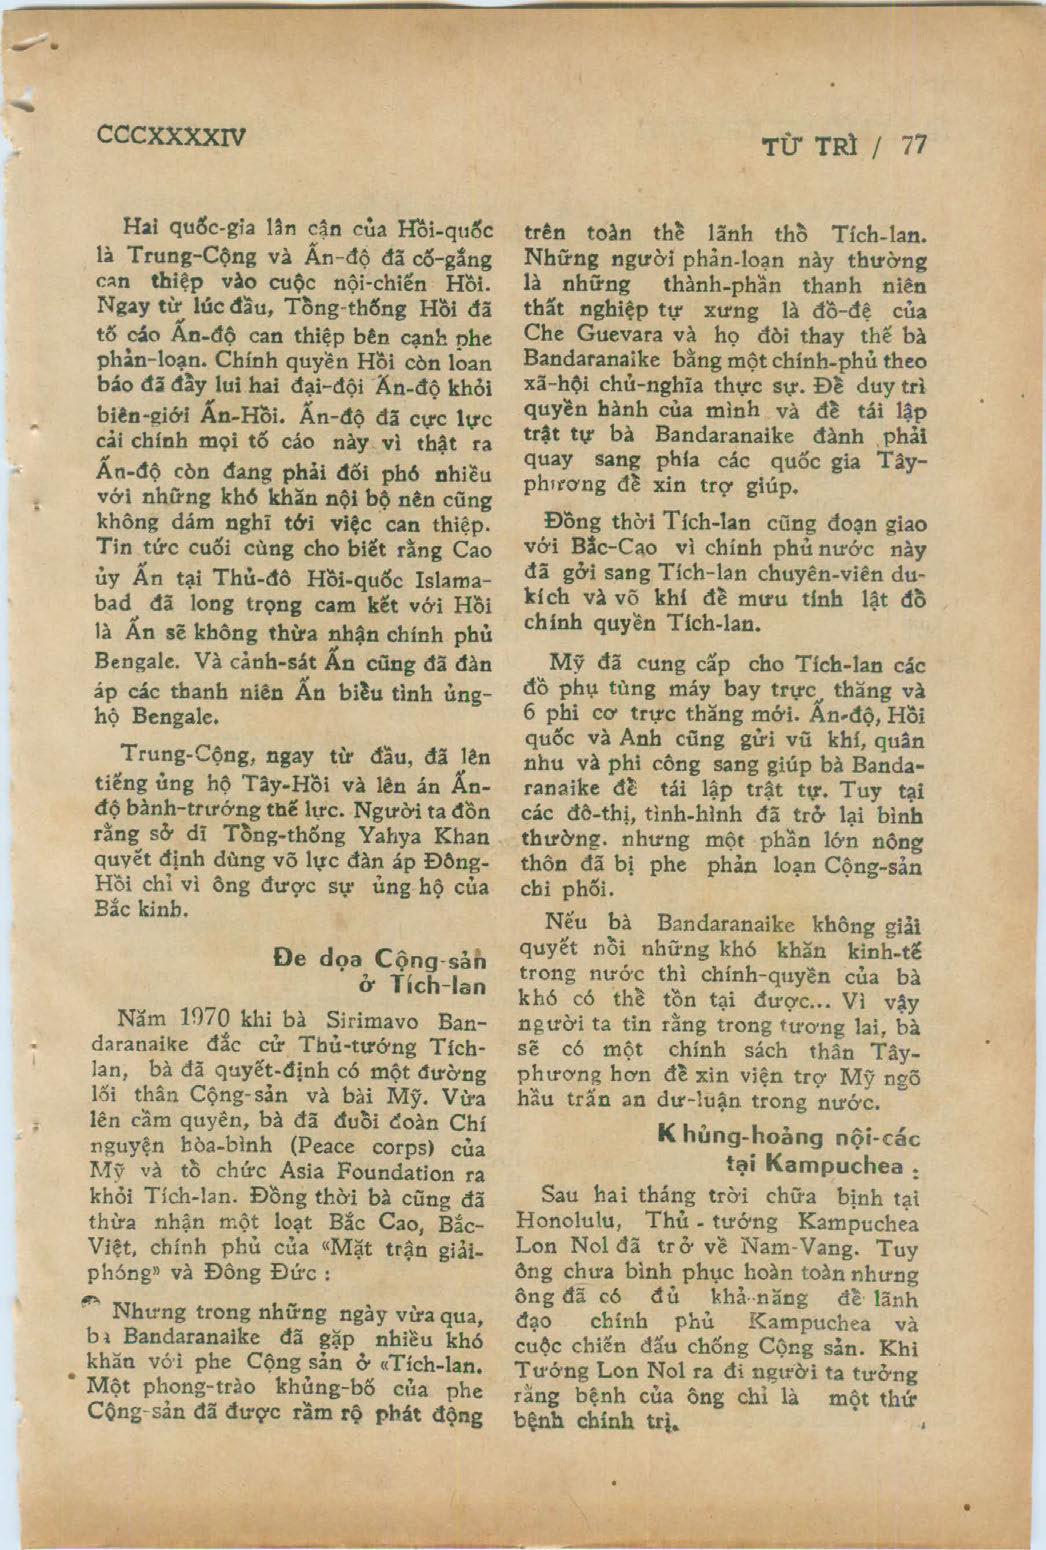 CCCXXXXIV
TỪ TRÌ / 77
Hai quốc-gia lân cận của Hồi-quốc
là Trung-Cộng và Ấn-độ đã cố-gắng
can thiệp vào cuộc nội-chiến Hồi.
Ngay từ lúc đầu, Tổng-thống Hồi đã
tố cáo Ấn-độ can thiệp bên cạnh phe
phản-loạn. Chính quyền Hồi còn loan
báo đã đầy lui hai đại-đội Ấn-độ khỏi
biên-giới Ấn-Hồi. Ấn-độ đã cực lực
cải chính mọi tố cáo này vì thật ra
Ấn-độ còn đang phải đối phó nhiều
với những khó khăn nội bộ nên cũng
không dám nghĩ tới việc can thiệp.
Tin tức cuối cùng cho biết rằng Cao
ủy Ấn tại Thủ-đô Hồi-quốc Islama-
bad đã long trọng cam kết với Hồi
là Ấn sẽ không thừa nhận chính phủ
Bengale. Và cảnh-sát Ấn cũng đã đàn
áp các thanh niên Ấn biểu tình ủng-
hộ Bengale.
Trung-Cộng, ngay từ đầu, đã lên
tiếng ủng hộ Tây-Hồi và lên án Ấn-
độ bành-trướng thế lực. Người ta đồn
rằng sở dĩ Tổng-thống Yahya Khan
quyết định dùng võ lực đàn áp Đông-
Hồi chỉ vì ông được sự ủng hộ của
Bắc kinh.
Đe dọa Cộng-sản
ở Tích-lan
Năm 1970 khi bà Sirimavo Ban-
daranaike đắc cử Thủ-tướng Tích-
lan, bà đã quyết-định có một đường
lối thân Cộng-sản và bài Mỹ. Vừa
lên cầm quyền, bà đã đuổi đoàn Chí
nguyện hòa-bình (Peace corps) của
Mỹ và tổ chức Asia Foundation ra
khỏi Tích-lan. Đồng thời bà cũng đã
thừa nhận một loạt Bắc Cao, Bắc-
Việt, chính phủ của «Mặt trận giải-
phóng» và Đông Đức :
Nhưng trong những ngày vừa qua,
bà Bandaranaike đã gặp nhiều khó
khăn với phe Cộng sản ở «Tích-lan.
Một phong-trào khủng-bố của phe
Cộng-sản đã được rầm rộ phát động
trên toàn thể lãnh thổ Tích-lan.
Những người phản-loạn này thường
là những thành-phần thanh niên
thất nghiệp tự xưng là đồ-đệ của
Che Guevara và họ đòi thay thế bà
Bandaranaike bằng một chính-phủ theo
xã-hội chủ-nghĩa thực sự. Để duy trì
quyền hành của mình và để tái lập
trật tự bà Bandaranaike đành phải
quay sang phía các quốc gia Tây-
phương để xin trợ giúp.
Đồng thời Tích-lan cũng đoạn giao
với Bắc-Cao vì chính phủ nước này
đã gởi sang Tích-lan chuyên-viên du-
kích và võ khí để mưu tính lật đổ
chính quyền Tích-lan.
Mỹ đã cung cấp cho Tích-lan các
đồ phụ tùng máy bay trực thăng và
6 phi cơ trực thăng mới. Ấn-độ, Hồi
quốc và Anh cũng gửi vũ khí, quân
nhu và phi công sang giúp bà Banda-
ranaike để tái lập trật tự. Tuy tại
các đô-thị, tình-hình đã trở lại bình
thường. nhưng một phần lớn nông
thôn đã bị phe phản loạn Cộng-sản
chi phối.
Nếu bà Bandaranaike không giải
quyết nổi những khó khăn kinh-tế
trong nước thì chính-quyền của bà
khó có thể tồn tại được... Vì vậy
người ta tin rằng trong tương lai, bà
sẽ có một chính sách thân Tây-
phương hơn để xin viện trợ Mỹ ngõ
hầu trấn an dư-luận trong nước.
Khủng-hoảng nội-các
tại Kampuchea :
Sau hai tháng trời chữa bịnh tại
Honolulu, Thủ - tướng Kampuchea
Lon Nol đã trở về Nam-Vang. Tuy
ông chưa bình phục hoàn toàn nhưng
ông đã có đủ khả-năng để lãnh
đạo chính phủ Kampuchea và
cuộc chiến đấu chống Cộng sản. Khi
Tướng Lon Nol ra đi người ta tưởng
rằng bệnh của ông chỉ là một thứ
bệnh chính trị.